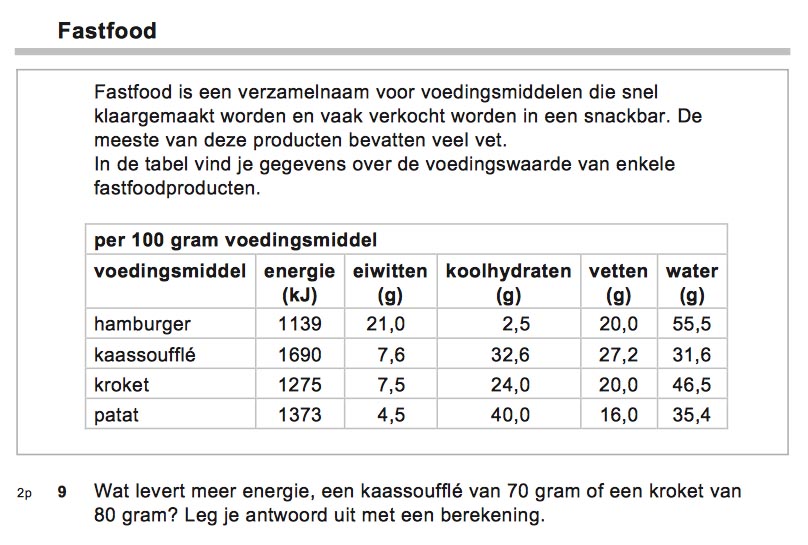 Fastfood
Fastfood is een verzamelnaam voor voedingsmiddelen die snel
klaargemaakt worden en vaak verkocht worden in een snackbar. De
meeste van deze producten bevatten veel vet.
In de tabel vind je gegevens over de voedingswaarde van enkele
fastfoodproducten.
per 100 gram voedingsmiddel
voedingsmiddel energie eiwitten koolhydraten vetten water
(kJ) (g) (g) (g) (g)
hamburger 1139 21,0 2,5 20,0 55,5
kaassoufflé 1690 7,6 32,6 27,2 31,6
kroket 1275 7,5 24,0 20,0 46,5
patat 1373 4,5 40,0 16,0 35,4
2p 9 Wat levert meer energie, een kaassoufflé van 70 gram of een kroket van
80 gram? Leg je antwoord uit met een berekening.